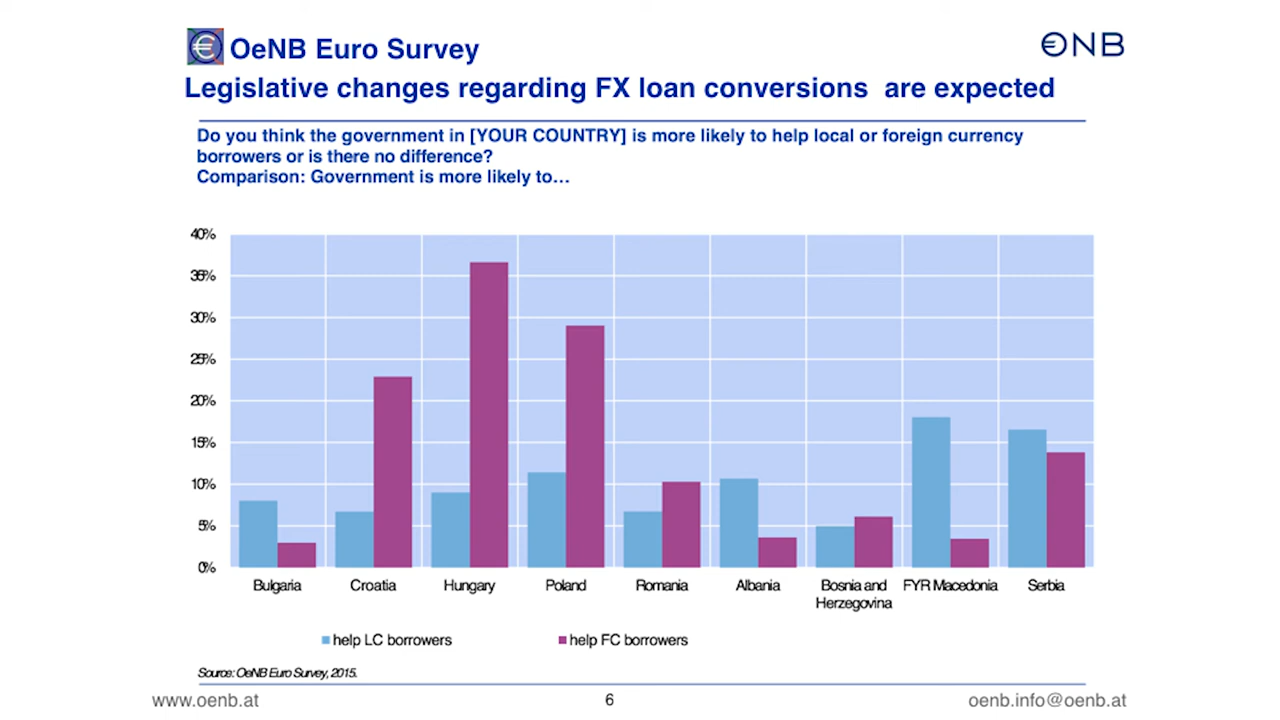 OeNB Euro Survey
€NB
Legislative changes regarding FX loan conversions are expected
Do you think the government in [YOUR COUNTRY] is more likely to help local or foreign currency
borrowers or is there no difference?
Comparison: Government is more likely to…
40%
35%
30%
25%
20%
15%
10%
5%
0%
Bulgaria Croatia Hungary Poland Romania Albania Bosnia and Herzegovina FYR Macedonia Serbia
help LC borrowers help FC borrowers
Source: OeNB Euro Survey, 2015.
www.oenb.at 6 oenb.info@oenb.at